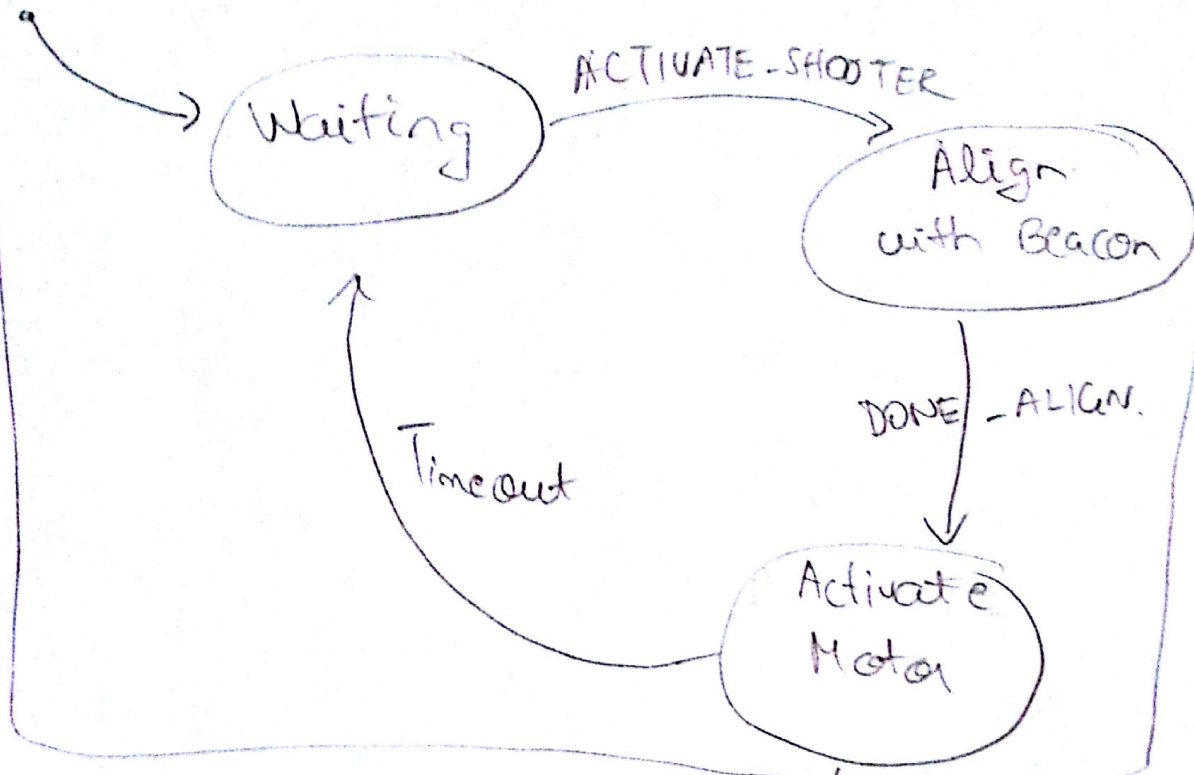 Waiting
ACTIVATE_SHOOTER
Align
with Beacon
DONE_ALIGN.
Timeout
Activate
Motor